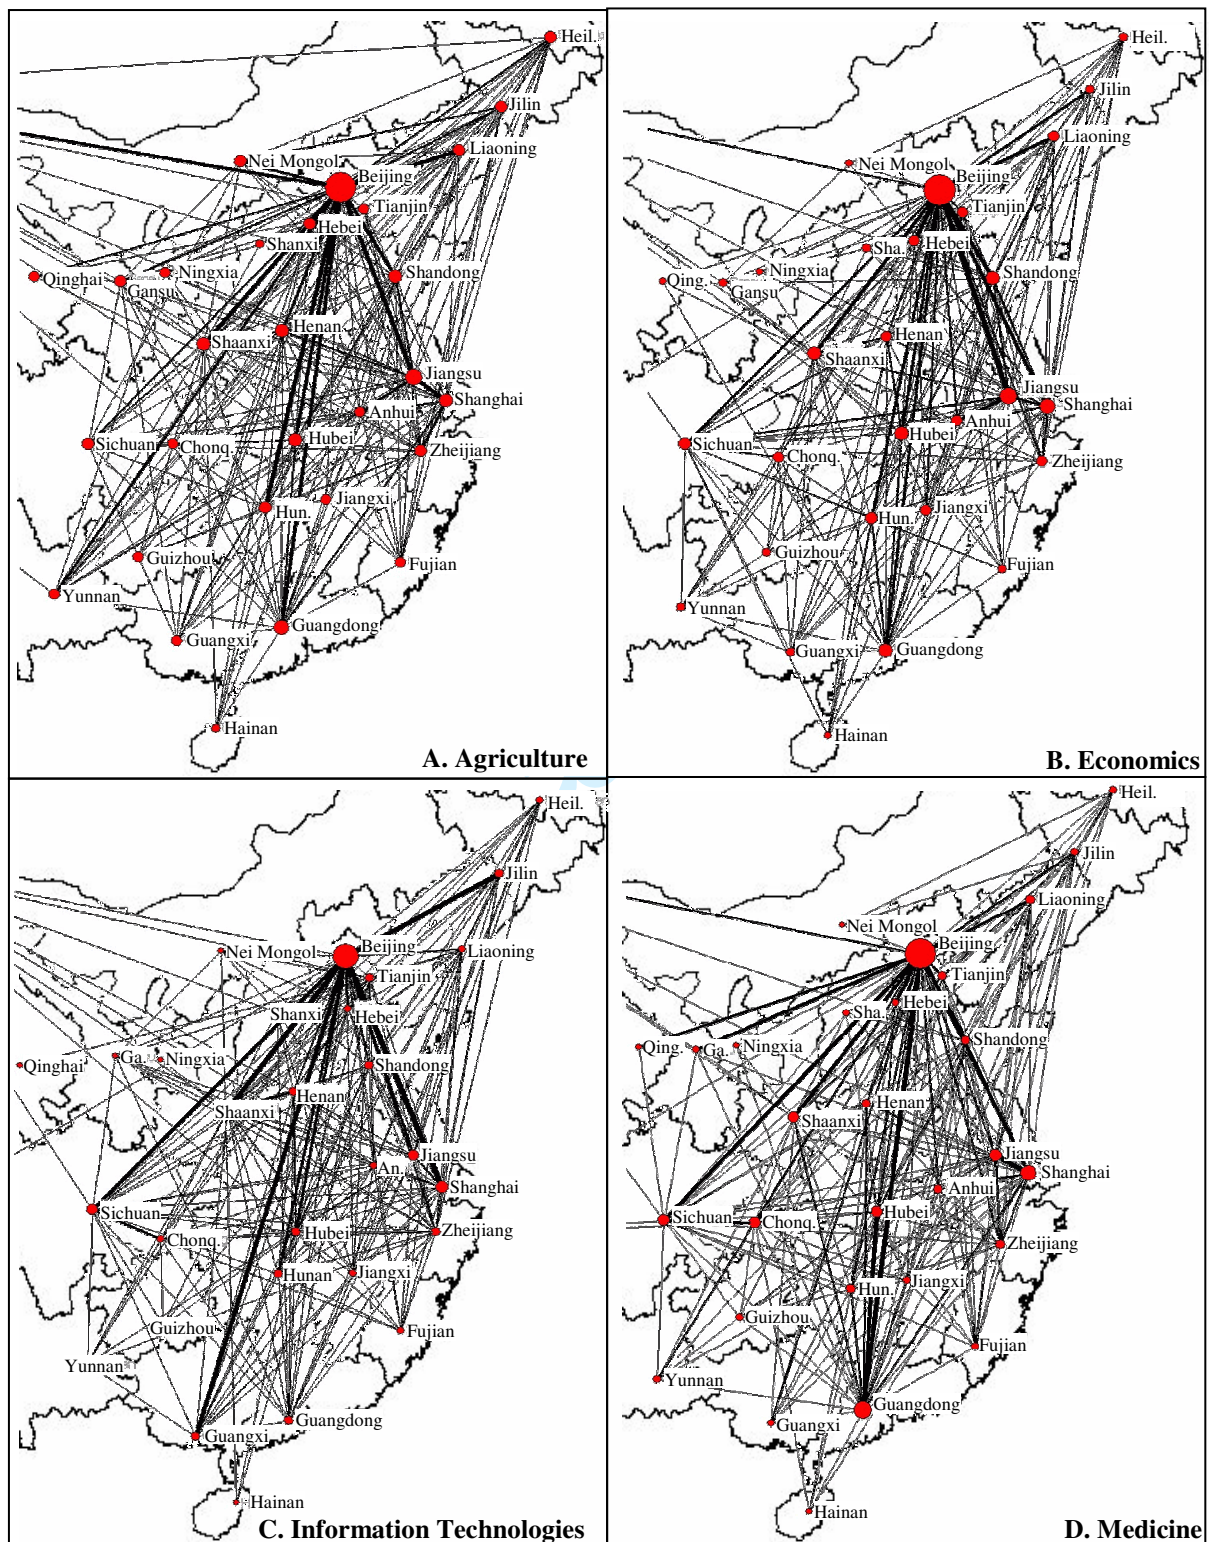 Heil.
Jilin
Liaoning
Nei Mongol
Beijing
Tianjin
Hebei
Shanxi
Shandong
Qinghai
Ningxia
Gansu
Henan
Shaanxi
Jiangsu
Shanghai
Anhui
Sichuan
Chonq.
Hubei
Zheijiang
Jiangxi
Hun.
Guizhou
Fujian
Yunnan
Guangxi
Guangdong
Hainan
A. Agriculture
Heil.
Jilin
Liaoning
Nei Mongol
Beijing
Tianjin
Sha.
Hebei
Shandong
Qing.
Ningxia
Gansu
Henan
Shaanxi
Jiangsu
Shanghai
Anhui
Sichuan
Hubei
Chonq.
Zheijiang
Jiangxi
Hun.
Guizhou
Fujian
Yunnan
Guangxi
Guangdong
Hainan
B. Economics
Heil.
Jilin
Nei Mongol
Beijing
Liaoning
Tianjin
Shanxi
Hebei
Qinghai
Ga.
Ningxia
Shandong
Henan
Shaanxi
Jiangsu
An.
Shanghai
Sichuan
Chonq.
Hubei
Zheijiang
Hunan
Jiangxi
Guizhou
Fujian
Yunnan
Guangxi
Guangdong
Hainan
C. Information Technologies
Heil.
Jilin
Liaoning
Nei Mongol
Beijing
Tianjin
Hebei
Sha.
Shandong
Qing.
Ga.
Ningxia
Henan
Shaanxi
Jiangsu
Shanghai
Anhui
Sichuan
Chonq.
Hubei
Zheijiang
Jiangxi
Hun.
Guizhou
Fujian
Yunnan
Guangdong
Guangxi
Hainan
D. Medicine